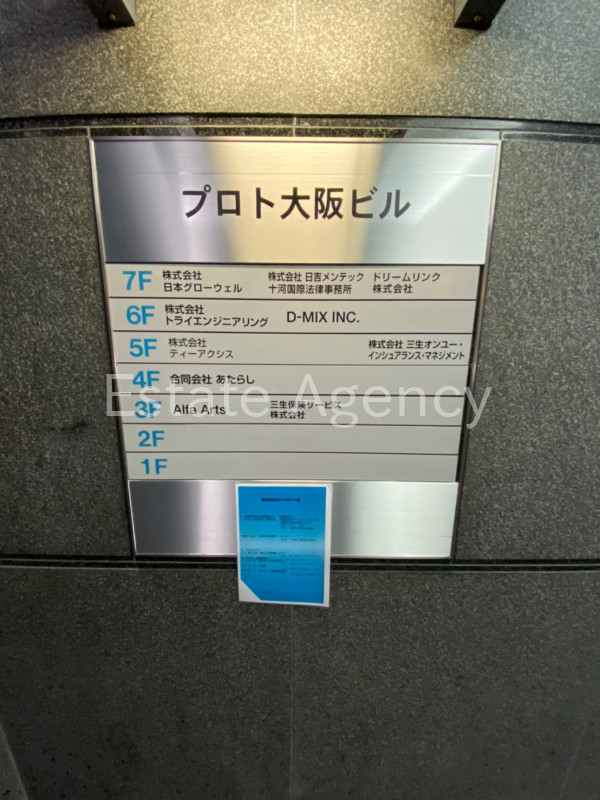 プロト大阪ビル
7F 株式会社 日本グローウェル 株式会社 日吉メンテック 十河国際法律事務所 ドリームリンク 株式会社
6F 株式会社 トライエンジニアリング D-MIX INC.
5F 株式会社 ティーアクシス 株式会社 三生オンユー・インシュアランス・マネジメント
4F 合同会社 あたらし
3F Alfa Arts 三生保険サービス 株式会社
2F
1F
Estate Agency